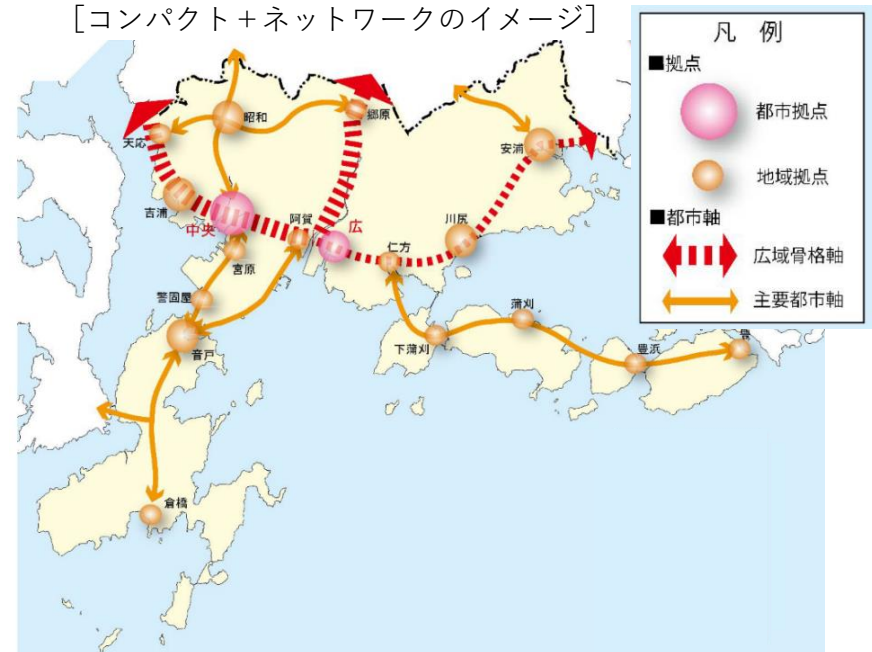 ［コンパクト＋ネットワークのイメージ］
凡 例
■拠点
都市拠点
地域拠点
■都市軸
広域骨格軸
主要都市軸
昭和
郷原
天応
安浦
吉浦
中央
阿賀
広
川尻
仁方
宮原
警固屋
蒲刈
音戸
下蒲刈
豊浜
倉橋